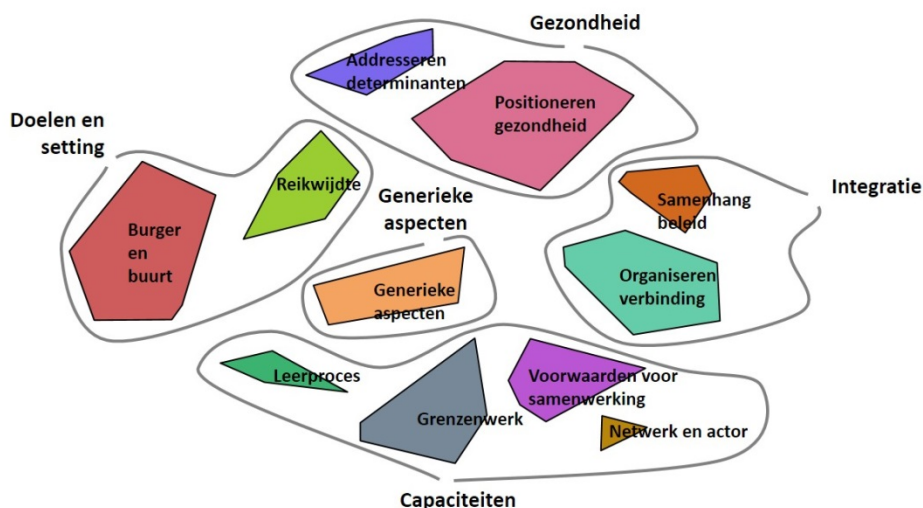 Gezondheid
Addresseren
determinanten
Positioneren
gezondheid
Doelen en
setting
Reikwijdte
Burger
en
buurt
Generieke
aspecten
Generieke
aspecten
Integratie
Samenhang
beleid
Organiseren
verbinding
Leerproces
Grenzenwerk
Voorwaarden voor
samenwerking
Netwerk en actor
Capaciteiten